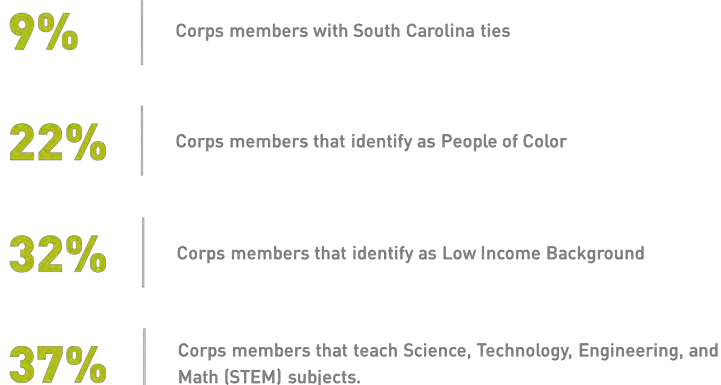 9%
Corps members with South Carolina ties
22%
Corps members that identify as People of Color
32%
Corps members that identify as Low Income Background
37%
Corps members that teach Science, Technology, Engineering, and
Math (STEM) subjects.